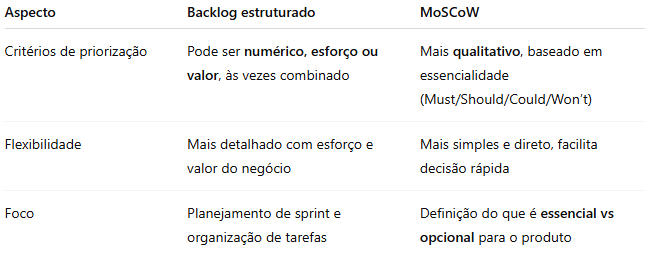 Aspecto Backlog estruturado MoSCoW
Critérios de priorização Pode ser numérico, esforço ou Mais qualitativo, baseado em
valor, às vezes combinado essencialidade
(Must/Should/Could/Won't)
Flexibilidade Mais detalhado com esforço e Mais simples e direto, facilita
valor do negócio decisão rápida
Foco Planejamento de sprint e Definição do que é essencial vs
organização de tarefas opcional para o produto